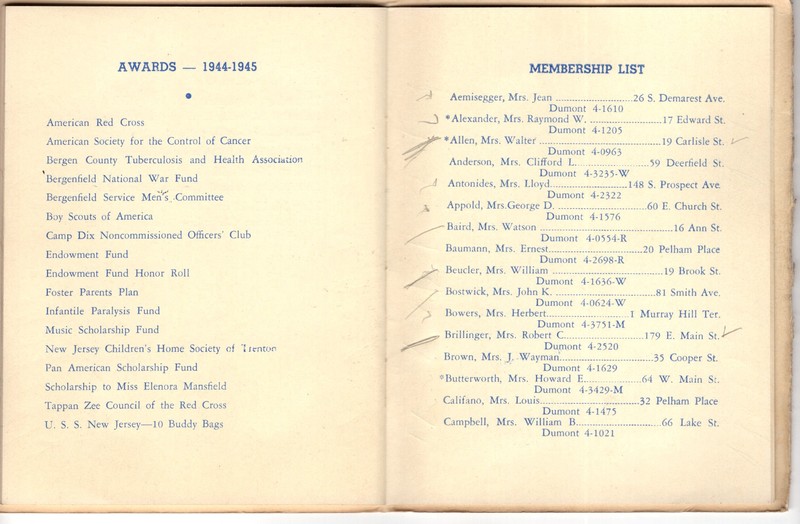 AWARDS — 1944-1945
American Red Cross
American Society for the Control of Cancer
Bergen County Tuberculosis and Health Association
Bergenfield National War Fund
Bergenfield Service Men's Committee
Boy Scouts of America
Camp Dix Noncommissioned Officers' Club
Endowment Fund
Endowment Fund Honor Roll
Foster Parents Plan
Infantile Paralysis Fund
Music Scholarship Fund
New Jersey Children's Home Society of Trenton
Pan American Scholarship Fund
Scholarship to Miss Elenora Mansfield
Tappan Zee Council of the Red Cross
U. S. S. New Jersey—10 Buddy Bags
MEMBERSHIP LIST
Aemisegger, Mrs. Jean ........................26 S. Demarest Ave.
Dumont 4-1610
*Alexander, Mrs. Raymond W. ........................17 Edward St.
Dumont 4-1205
*Allen, Mrs. Walter ........................19 Carlisle St.
Dumont 4-0963
Anderson, Mrs. Clifford L.........................59 Deerfield St.
Dumont 4-3235-W
Antonides, Mrs. Lloyd........................148 S. Prospect Ave.
Dumont 4-2322
Appold, Mrs.George D. ........................60 E. Church St.
Dumont 4-1576
Baird, Mrs. Watson ........................16 Ann St.
Dumont 4-0554-R
Baumann, Mrs. Ernest........................20 Pelham Place
Dumont 4-2698-R
Beucler, Mrs. William ........................19 Brook St.
Dumont 4-1636-W
Bostwick, Mrs. John K. ........................81 Smith Ave.
Dumont 4-0624-W
Bowers, Mrs. Herbert........................1 Murray Hill Ter.
Dumont 4-3751-M
Brillinger, Mrs. Robert C.........................179 E. Main St.
Dumont 4-2520
Brown, Mrs. J. Wayman........................35 Cooper St.
Dumont 4-1629
*Butterworth, Mrs. Howard E.........................64 W. Main St.
Dumont 4-3429-M
Califano, Mrs. Louis........................32 Pelham Place
Dumont 4-1475
Campbell, Mrs. William B.........................66 Lake St.
Dumont 4-1021